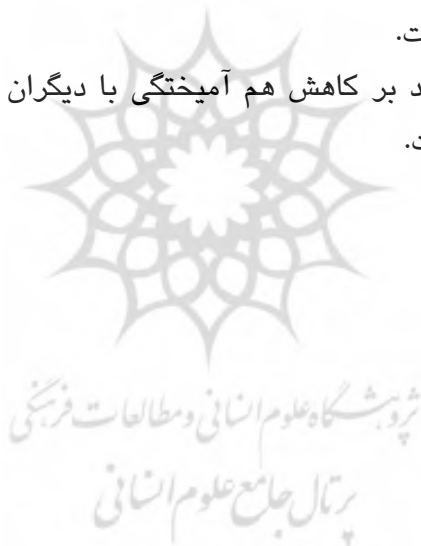 ت.
د بر کاهش هم آمیختگی با دیگران
ت.
پژوهشگاه علوم انسانی و مطالعات فرهنگی
پرتال جامع علوم انسانی